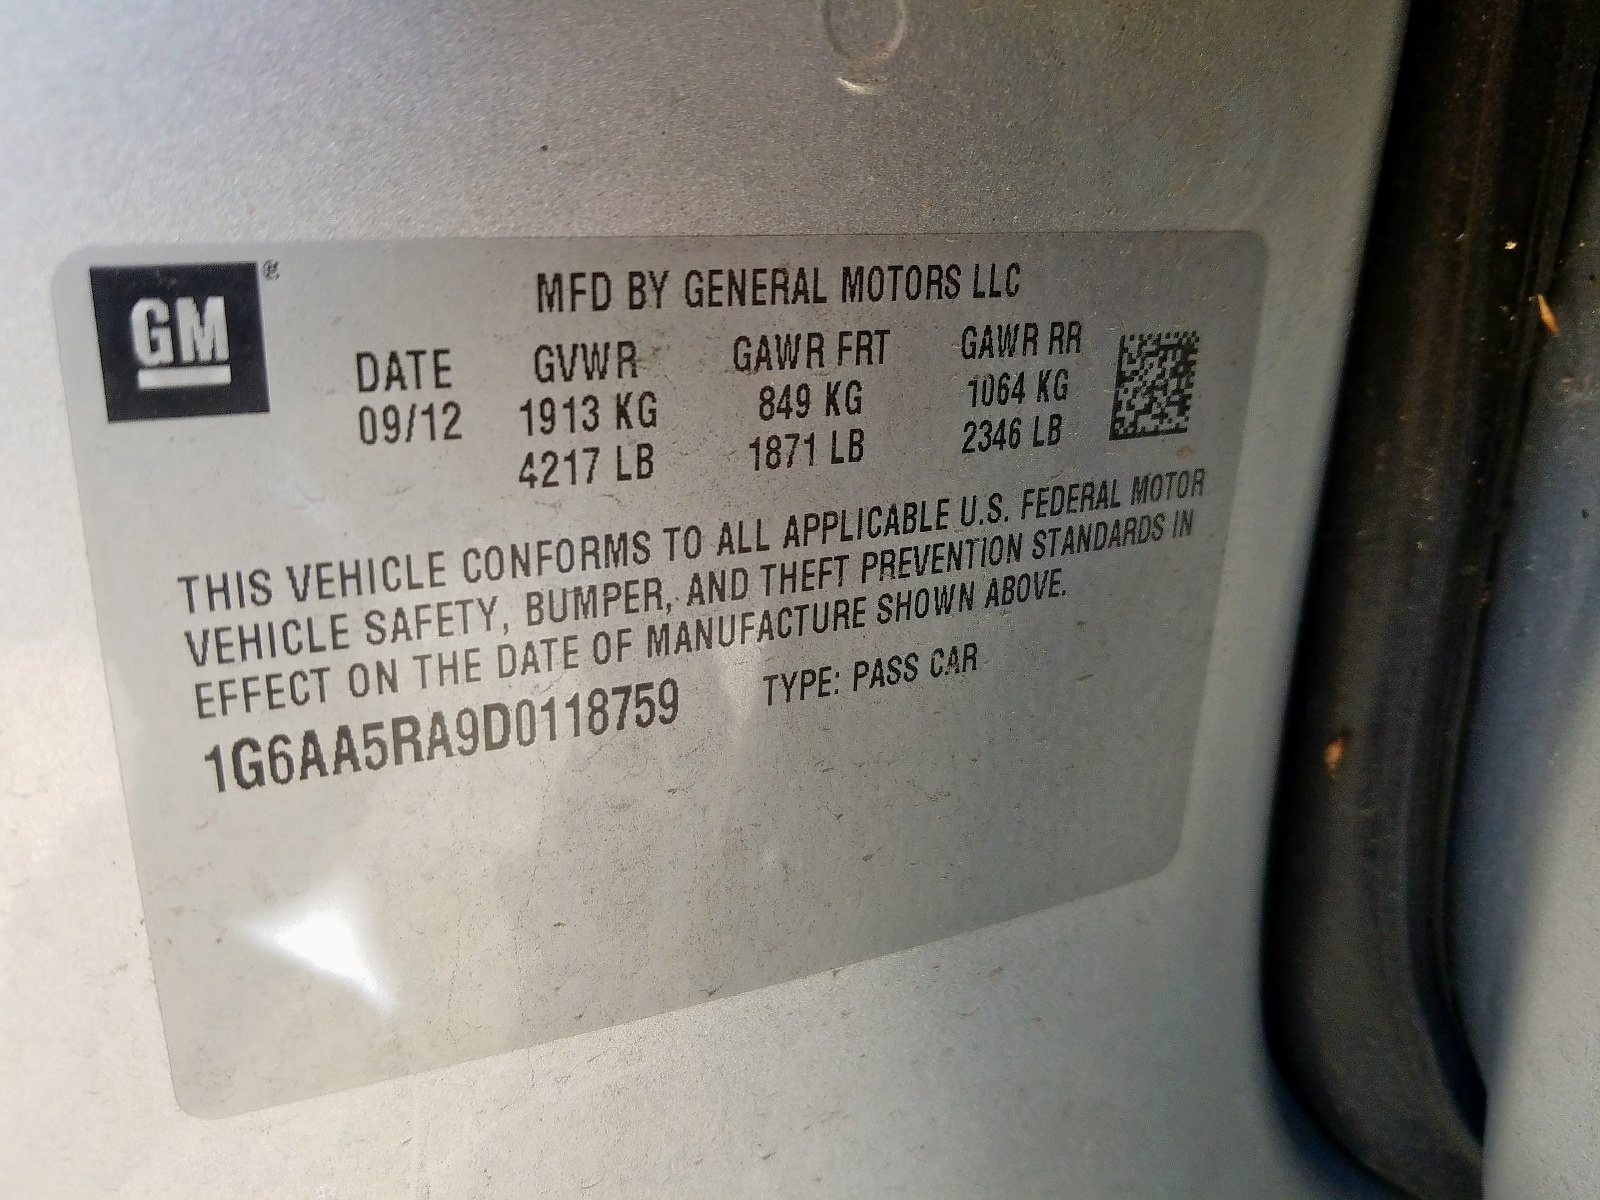 GM®
MFD BY GENERAL MOTORS LLC
DATE GVWR GAWR FRT GAWR RR
09/12 1913 KG 849 KG 1064 KG
4217 LB 1871 LB 2346 LB
THIS VEHICLE CONFORMS TO ALL APPLICABLE U.S. FEDERAL MOTOR
VEHICLE SAFETY, BUMPER, AND THEFT PREVENTION STANDARDS IN
EFFECT ON THE DATE OF MANUFACTURE SHOWN ABOVE.
1G6AA5RA9D0118759 TYPE: PASS CAR